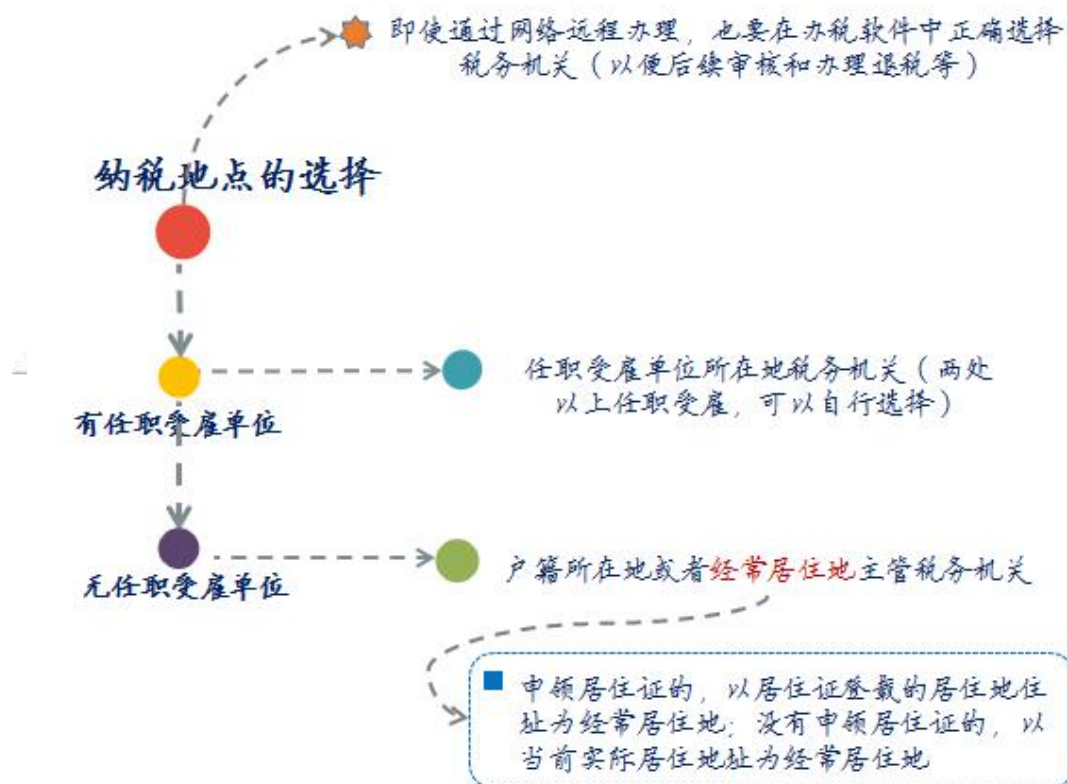 即使通过网络远程办理，也要在办税软件中正确选择
税务机关（以便后续审核和办理退税等）
纳税地点的选择
任职受雇单位所在地税务机关（两处
以上任职受雇，可以自行选择）
有任职受雇单位
户籍所在地或者经常居住地主管税务机关
无任职受雇单位
申领居住证的，以居住证登载的居住地住
址为经常居住地；没有申领居住证的，以
当前实际居住地址为经常居住地